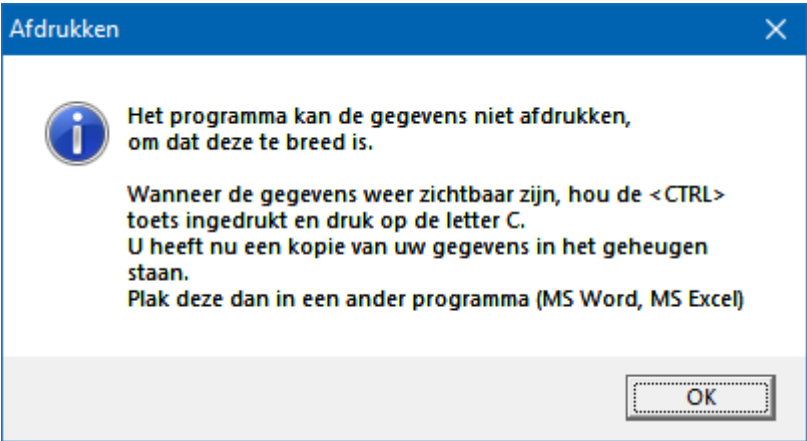 Afdrukken
Het programma kan de gegevens niet afdrukken,
om dat deze te breed is.
Wanneer de gegevens weer zichtbaar zijn, hou de <CTRL>
toets ingedrukt en druk op de letter C.
U heeft nu een kopie van uw gegevens in het geheugen
staan.
Plak deze dan in een ander programma (MS Word, MS Excel)
OK